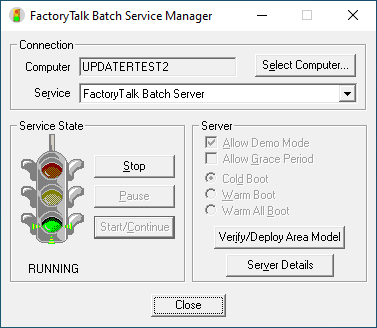 FactoryTalk Batch Service Manager
Connection
Computer UPDATERTEST2 Select Computer...
Service FactoryTalk Batch Server
Service State
Stop
Pause
Start/Continue
RUNNING
Server
Allow Demo Mode
Allow Grace Period
Cold Boot
Warm Boot
Warm All Boot
Verify/Deploy Area Model
Server Details
Close